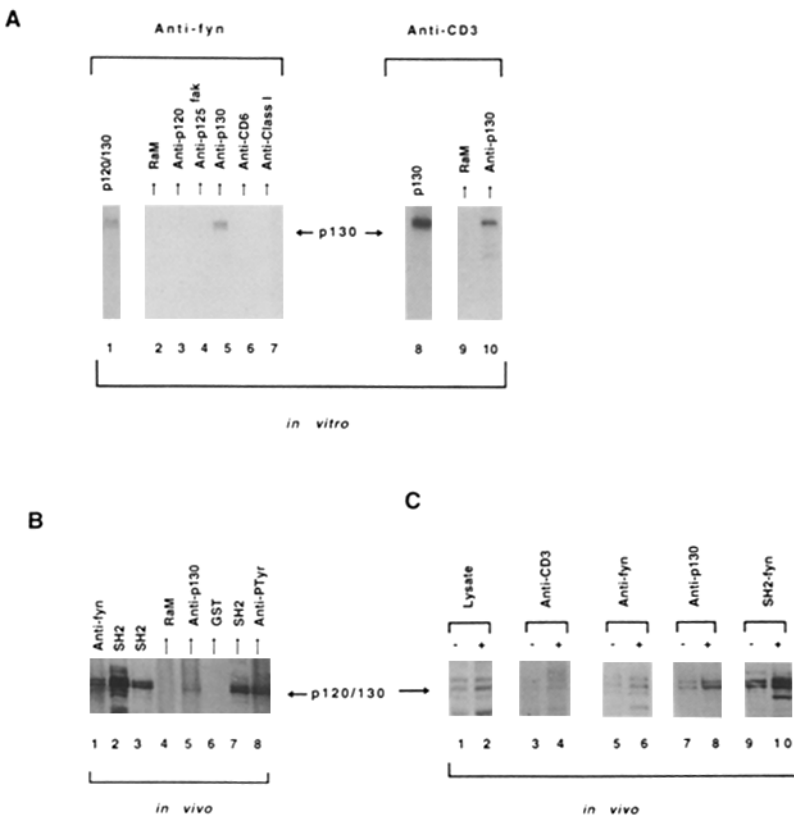 A
Anti-fyn
Anti-CD3
p120/130
→ RaM
→ Anti-p120
→ Anti-p125 fak
→ Anti-p130
→ Anti-CD6
→ Anti-Class I
p130
→ RaM
→ Anti-p130
← p130 →
1 2 3 4 5 6 7 8 9 10
in vitro
B
C
Anti-fyn
SH2
SH2
→ RaM
→ Anti-p130
→ GST
→ SH2
→ Anti-PTyr
Lysate
Anti-CD3
Anti-fyn
Anti-p130
SH2-fyn
- + - + - + - + - +
← p120/130 →
1 2 3 4 5 6 7 8
1 2 3 4 5 6 7 8 9 10
in vivo
in vivo